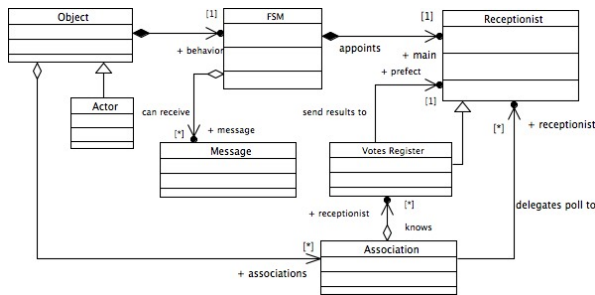 Object
[1]
FSM
[1]
Receptionist
+ behavior
appoints
+ main
+ prefect
Actor
can receive
send results to
[1]
[*]
+ message
[*]
+ receptionist
Message
Votes Register
+ receptionist
[*]
delegates poll to
knows
[*]
Association
+ associations